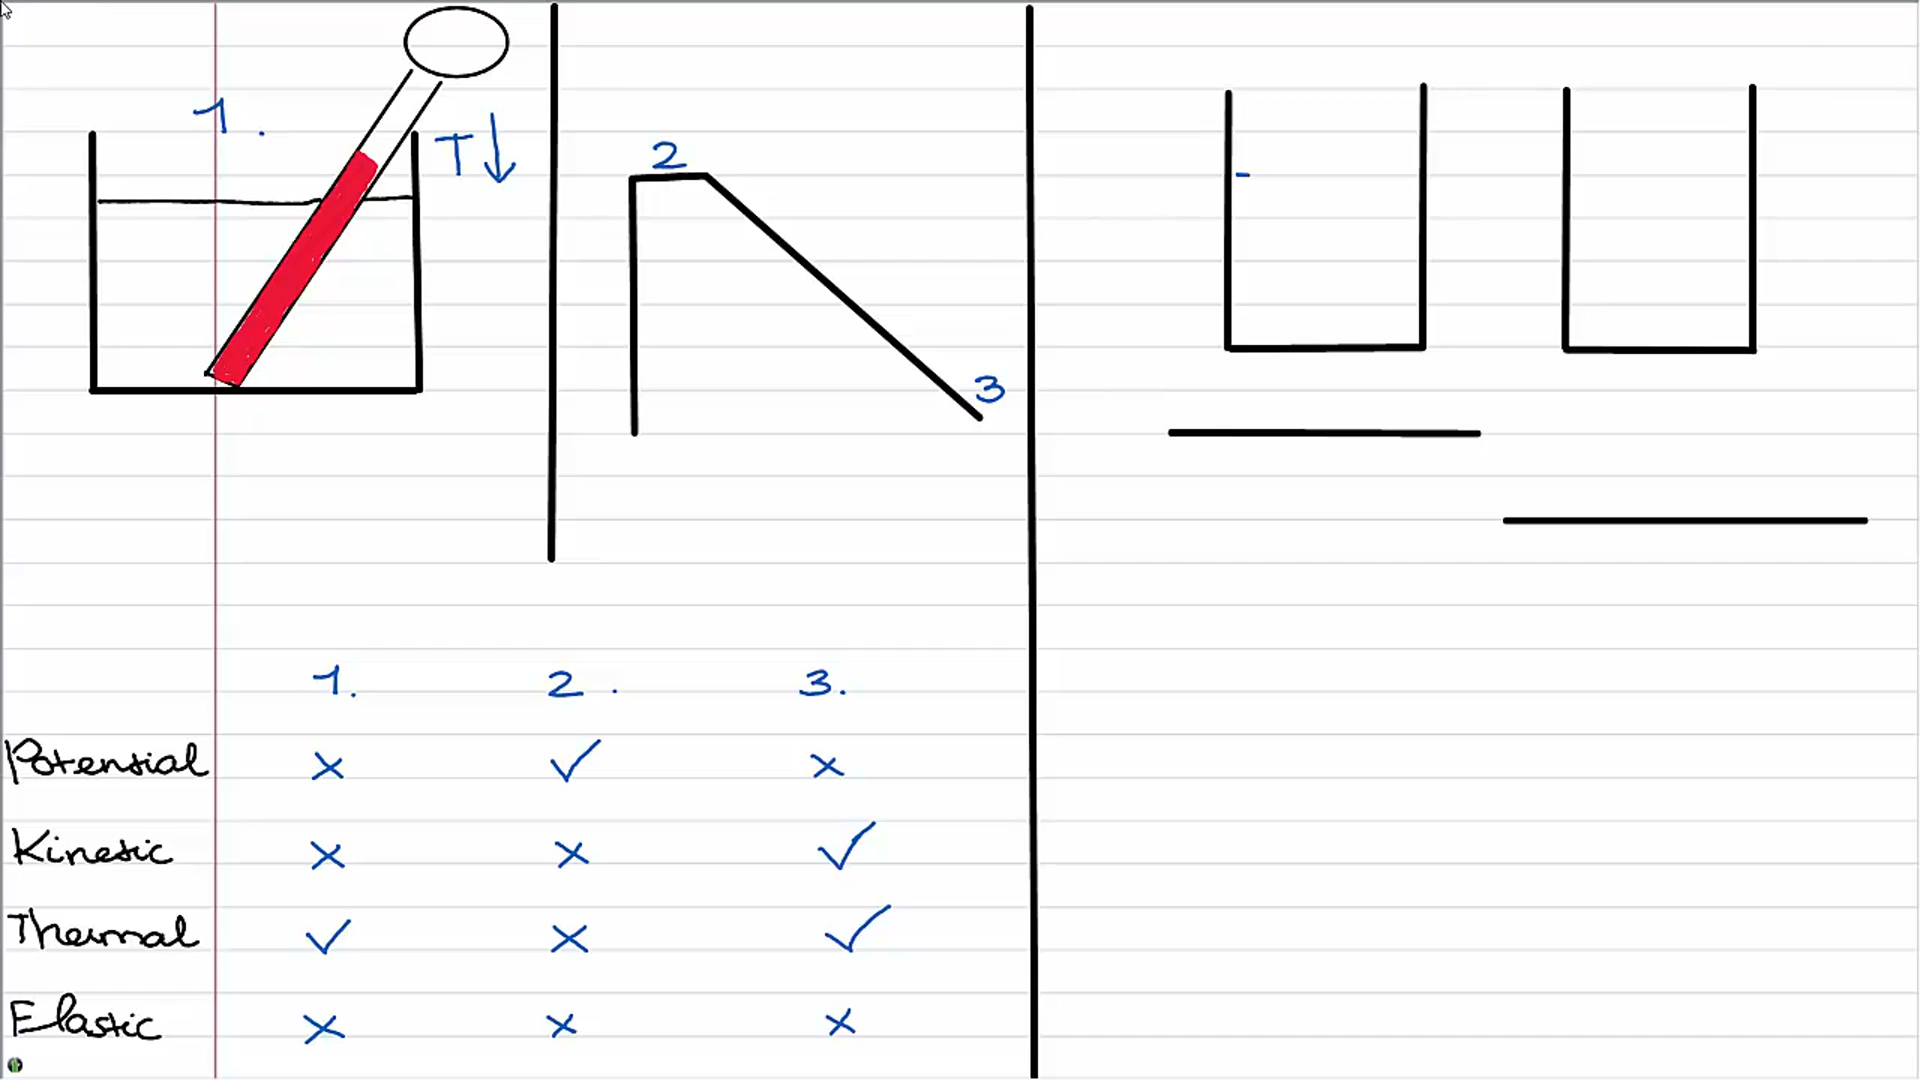 1.
T↓
2
3
1. 2. 3.
Potential × ✓ ×
Kinetic × × ✓
Thermal ✓ × ✓
Elastic × × ×